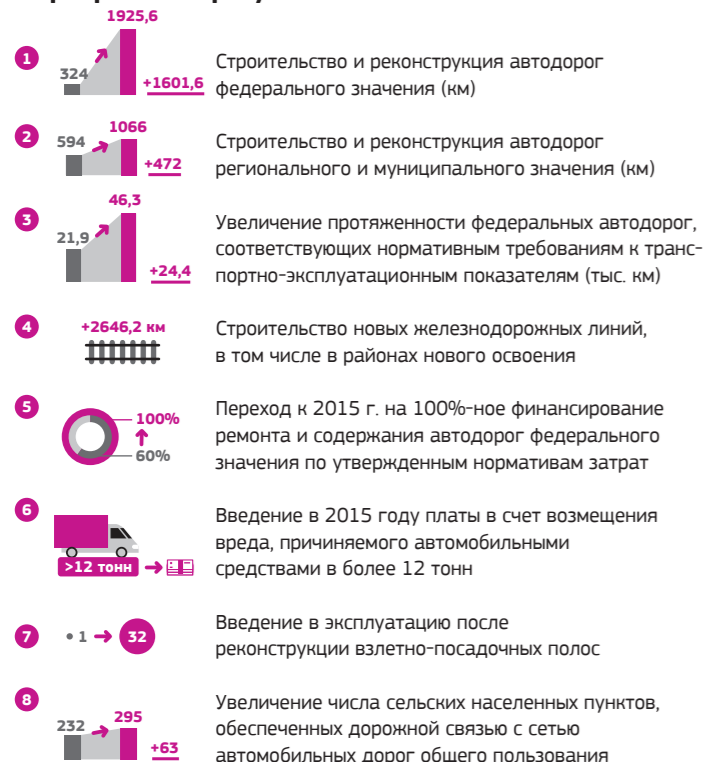 1925,6
1
324
+1601,6
Строительство и реконструкция автодорог
федерального значения (км)
2
594
1066
+472
Строительство и реконструкция автодорог
регионального и муниципального значения (км)
3
46,3
21,9
+24,4
Увеличение протяженности федеральных автодорог,
соответствующих нормативным требованиям к транс-
портно-эксплуатационным показателям (тыс. км)
4
+2646,2 км
Строительство новых железнодорожных линий,
в том числе в районах нового освоения
5
100%
60%
Переход к 2015 г. на 100%-ное финансирование
ремонта и содержания автодорог федерального
значения по утвержденным нормативам затрат
6
>12 тонн
Введение в 2015 году платы в счет возмещения
вреда, причиняемого автомобильными
средствами в более 12 тонн
7
1
32
Введение в эксплуатацию после
реконструкции взлетно-посадочных полос
8
232
295
+63
Увеличение числа сельских населенных пунктов,
обеспеченных дорожной связью с сетью
автомобильных дорог общего пользования